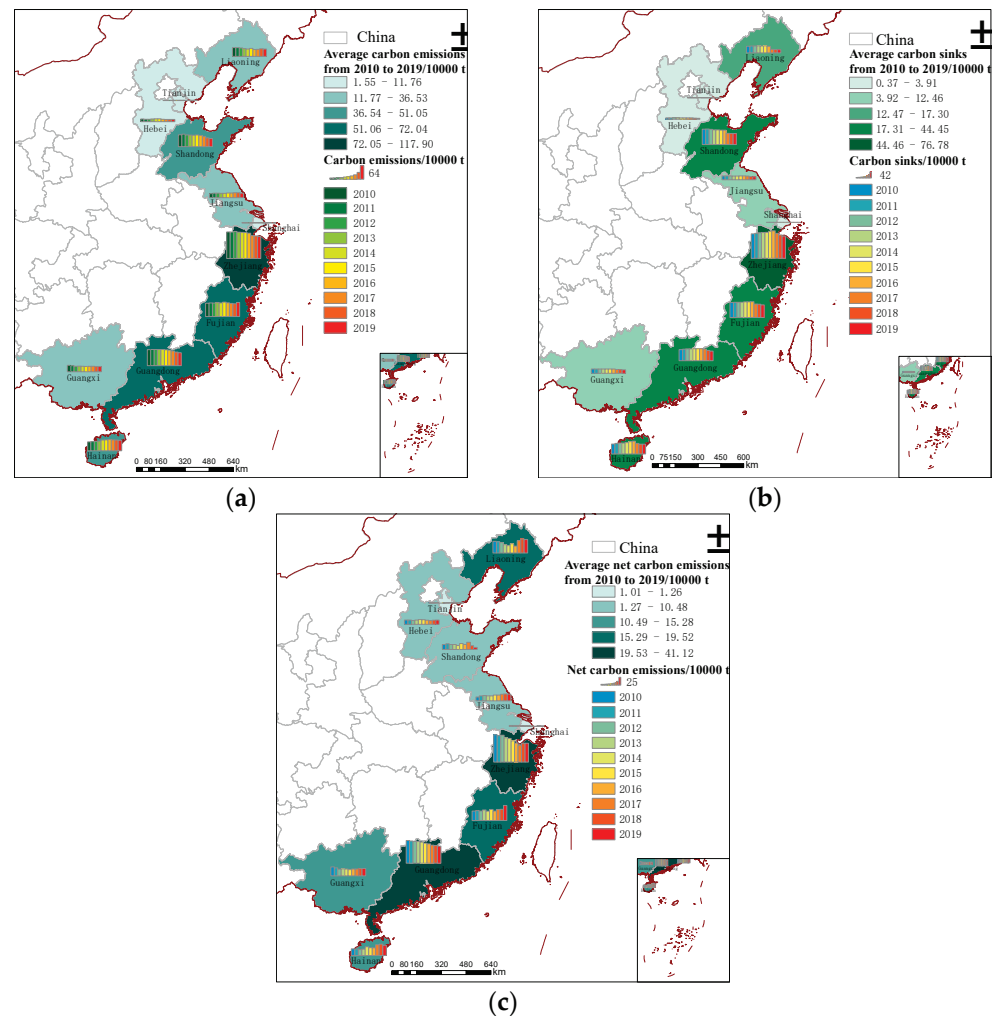 China
Average carbon emissions
from 2010 to 2019/10000 t
1.55 - 11.76
11.77 - 36.53
36.54 - 51.05
51.06 - 72.04
72.05 - 117.90
Carbon emissions/10000 t
64
2010
2011
2012
2013
2014
2015
2016
2017
2018
2019
Liaoning
Tianjin
Hebei
Shandong
Jiangsu
Shanghai
Zhejiang
Fujian
Guangdong
Guangxi
Hainan
0 80 160 320 480 640
km
(a)
China
Average carbon sinks
from 2010 to 2019/10000 t
0.37 - 3.91
3.92 - 12.46
12.47 - 17.30
17.31 - 44.45
44.46 - 76.78
Carbon sinks/10000 t
42
2010
2011
2012
2013
2014
2015
2016
2017
2018
2019
Liaoning
Tianjin
Hebei
Shandong
Jiangsu
Shanghai
Zhejiang
Fujian
Guangdong
Guangxi
Hainan
0 75 150 300 450 600
km
(b)
China
Average net carbon emissions
from 2010 to 2019/10000 t
1.01 - 1.26
1.27 - 10.48
10.49 - 15.28
15.29 - 19.52
19.53 - 41.12
Net carbon emissions/10000 t
25
2010
2011
2012
2013
2014
2015
2016
2017
2018
2019
Liaoning
Tianjin
Hebei
Shandong
Jiangsu
Shanghai
Zhejiang
Fujian
Guangdong
Guangxi
Hainan
0 80 160 320 480 640
km
(c)